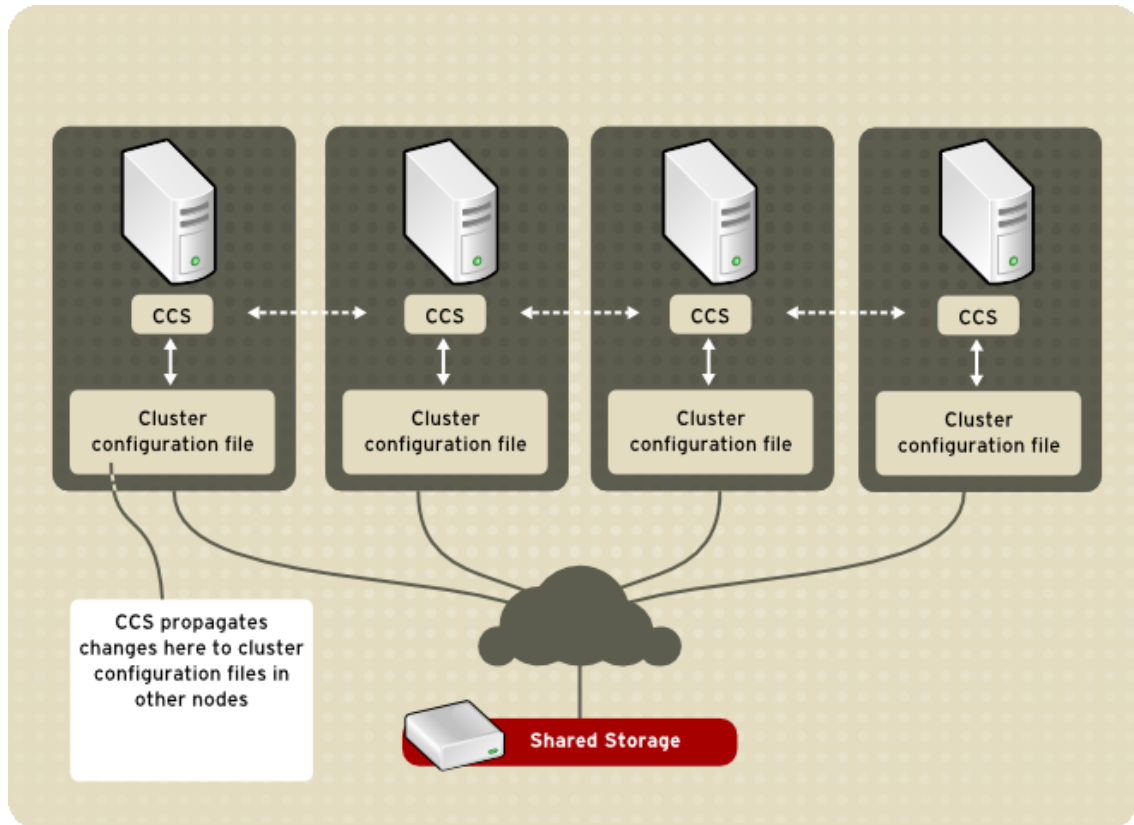 CCS
CCS
CCS
CCS
Cluster
configuration file
Cluster
configuration file
Cluster
configuration file
Cluster
configuration file
CCS propagates
changes here to cluster
configuration files in
other nodes
Shared Storage